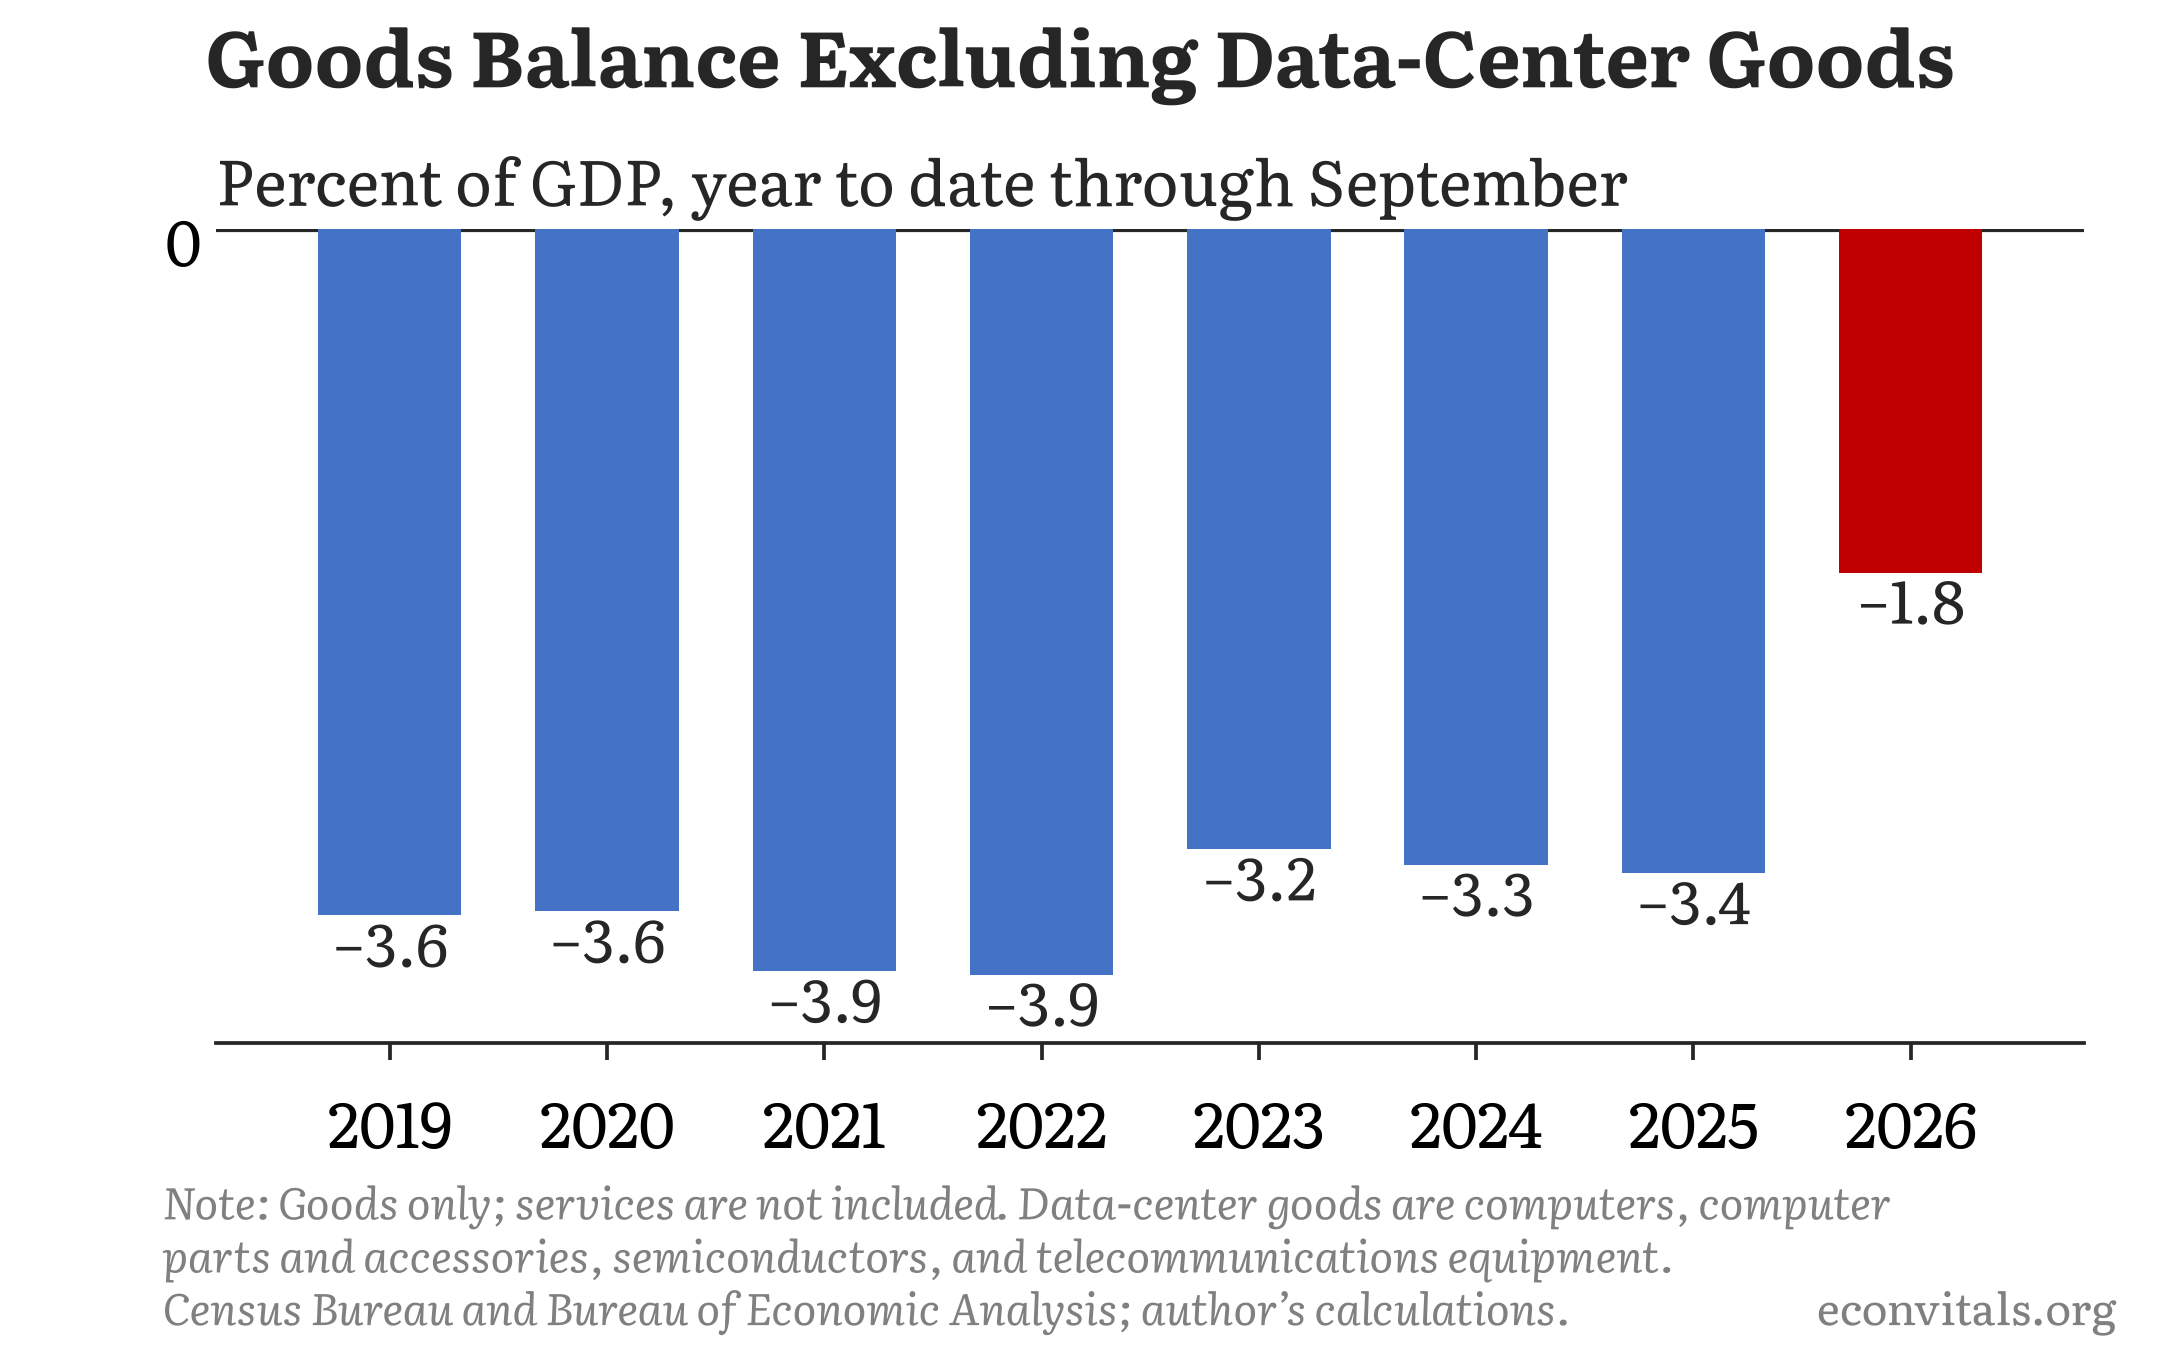 Goods Balance Excluding Data-Center Goods
Percent of GDP, year to date through September
0
−3.6
−3.6
−3.9
−3.9
−3.2
−3.3
−3.4
−1.8
2019 2020 2021 2022 2023 2024 2025 2026
Note: Goods only; services are not included. Data-center goods are computers, computer
parts and accessories, semiconductors, and telecommunications equipment.
Census Bureau and Bureau of Economic Analysis; author’s calculations.
econvitals.org